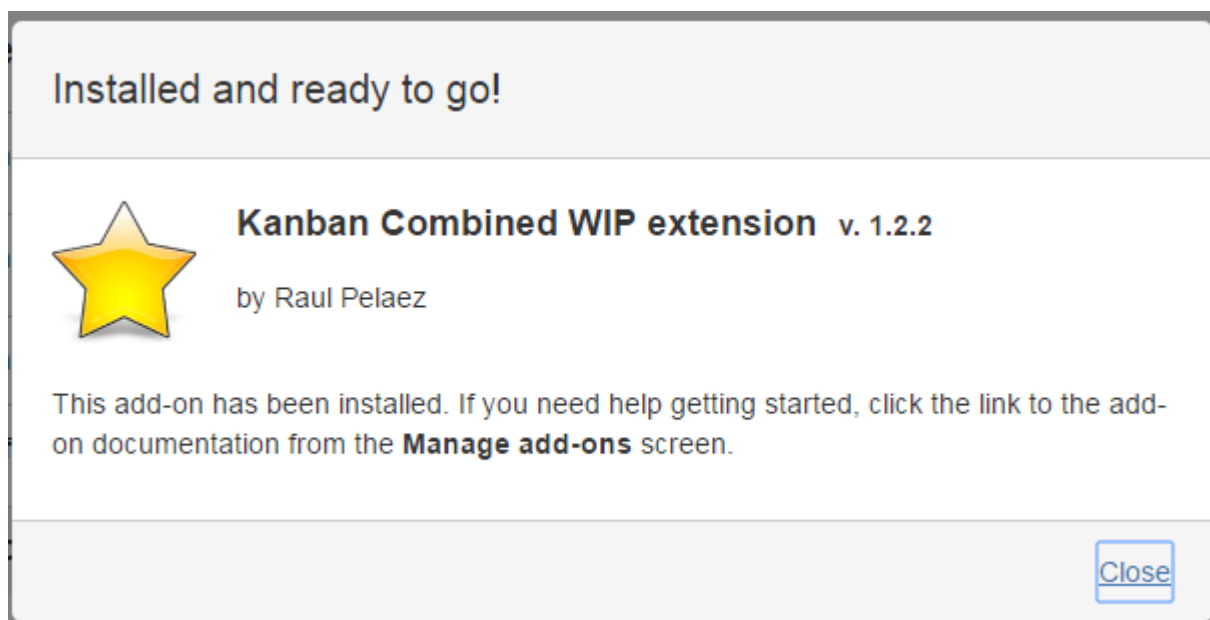 Installed and ready to go!
Kanban Combined WIP extension v. 1.2.2
by Raul Pelaez
This add-on has been installed. If you need help getting started, click the link to the add-
on documentation from the Manage add-ons screen.
Close